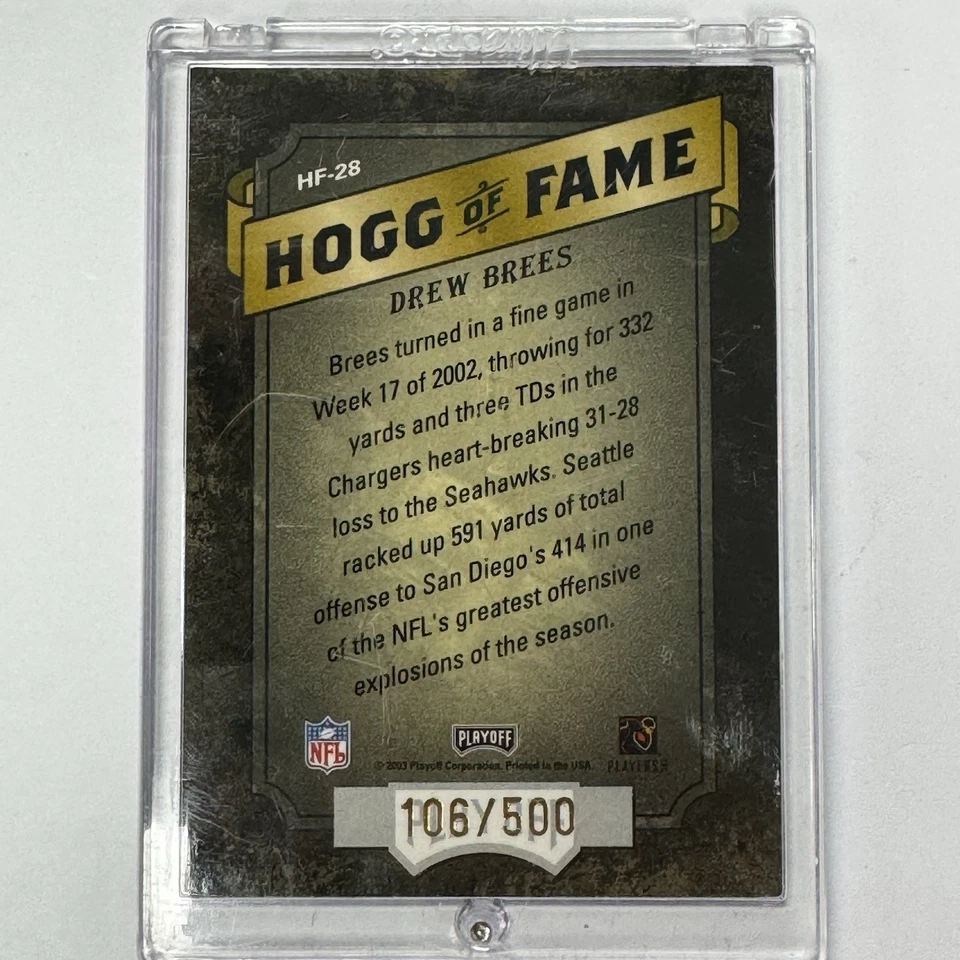 HF-28
HOGG OF FAME
DREW BREES
Brees turned in a fine game in
Week 17 of 2002, throwing for 332
yards and three TDs in the
Chargers heart-breaking 31-28
loss to the Seahawks. Seattle
racked up 591 yards of total
offense to San Diego's 414 in one
of the NFL's greatest offensive
explosions of the season.
NFL
PLAYOFF
PLAYERS
© 2003 Playoff Corporation. Printed in the USA.
106/500